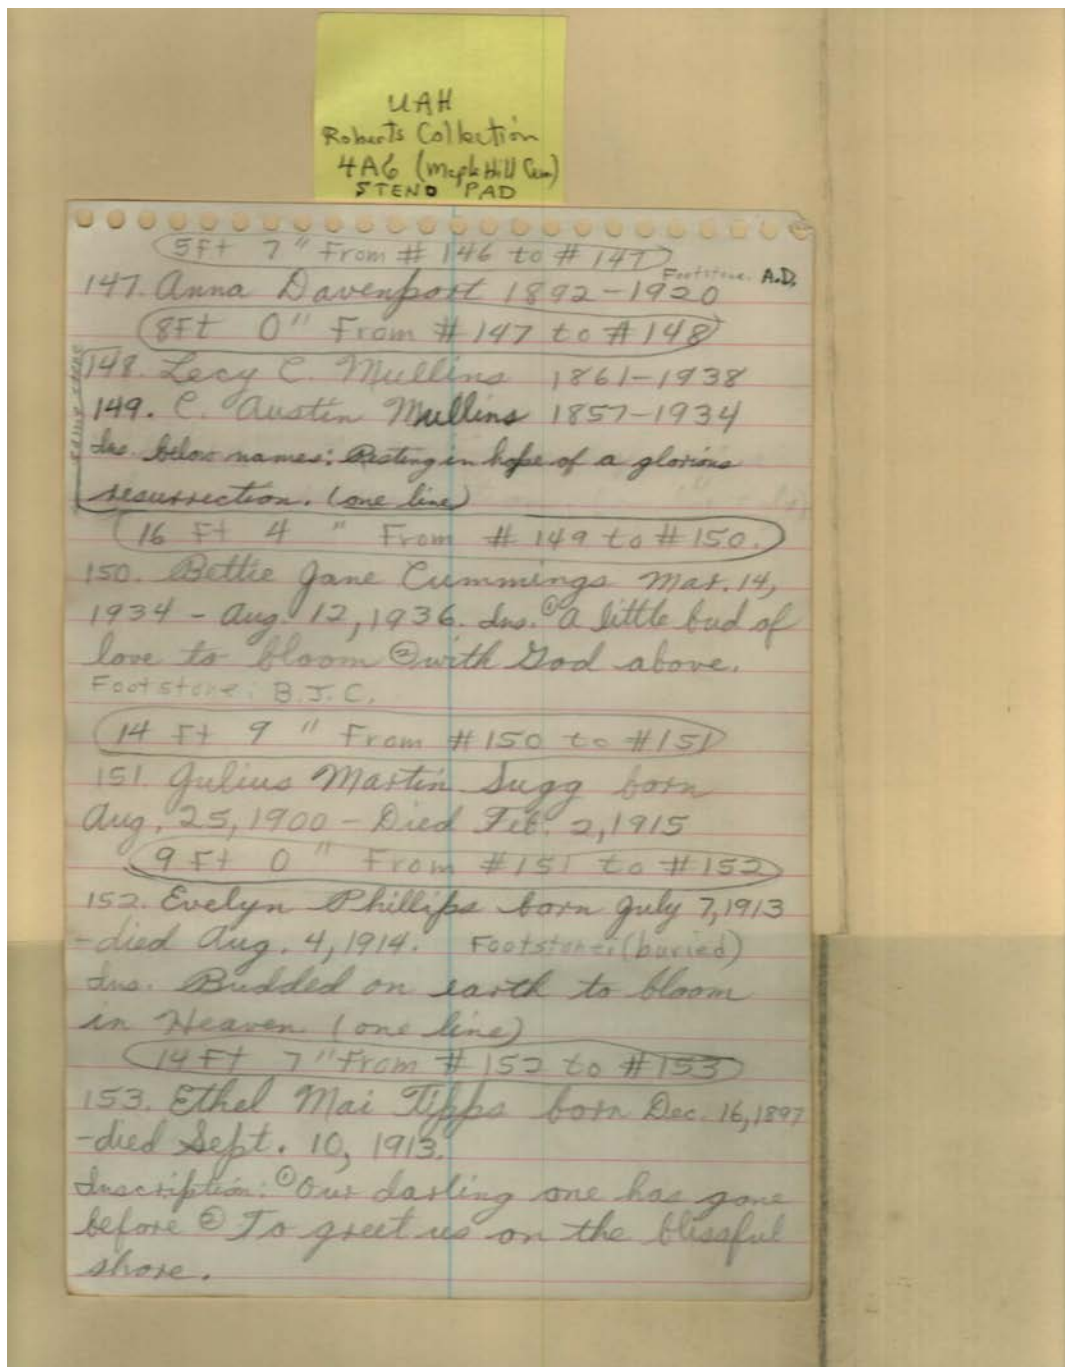 UAH
Roberts Collection
4A6 (Maple Hill Cem)
STENO PAD
5Ft 7" From #146 to #147
Footstone. A.D.
147. Anna Davenport 1892-1920
8Ft 0" From #147 to #148
same stone
148. Lecy C. Mullins 1861-1938
149. C. Austin Mullins 1857-1934
Ins. below names: Resting in hope of a glorious
resurrection. (one line)
16 Ft 4 " From #149 to #150.
150. Bettie Jane Cummings Mar. 14,
1934 - Aug. 12, 1936. Ins. ① A little bud of
love to bloom ② with God above.
Footstone: B.J.C.
14 Ft 9 " From #150 to #151
151. Julius Martin Sugg born
Aug. 25, 1900 - Died Feb. 2, 1915
9 Ft 0 " From #151 to #152
152. Evelyn Phillips born July 7, 1913
-died Aug. 4, 1914. Footstone: (buried)
Ins. Budded on earth to bloom
in Heaven (one line)
14 Ft 7 " From #152 to #153
153. Ethel Mai Tipps born Dec. 16, 1897
-died Sept. 10, 1913.
Inscription: ① Our darling one has gone
before ② To greet us on the blissful
shore.